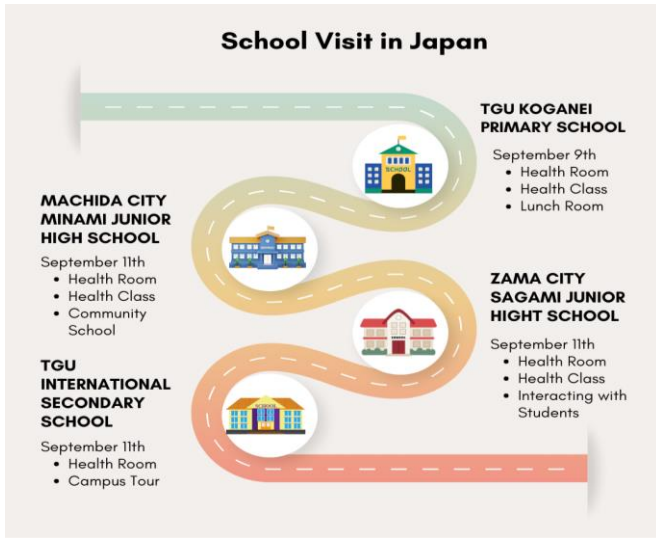 School Visit in Japan
TGU KOGANEI
PRIMARY SCHOOL
September 9th
• Health Room
• Health Class
• Lunch Room
SCHOOL
MACHIDA CITY
MINAMI JUNIOR
HIGH SCHOOL
September 11th
• Health Room
• Health Class
• Community
School
ZAMA CITY
SAGAMI JUNIOR
HIGHT SCHOOL
September 11th
• Health Room
• Health Class
• Interacting with
Students
TGU
INTERNATIONAL
SECONDARY
SCHOOL
September 11th
• Health Room
• Campus Tour
SCHOOL